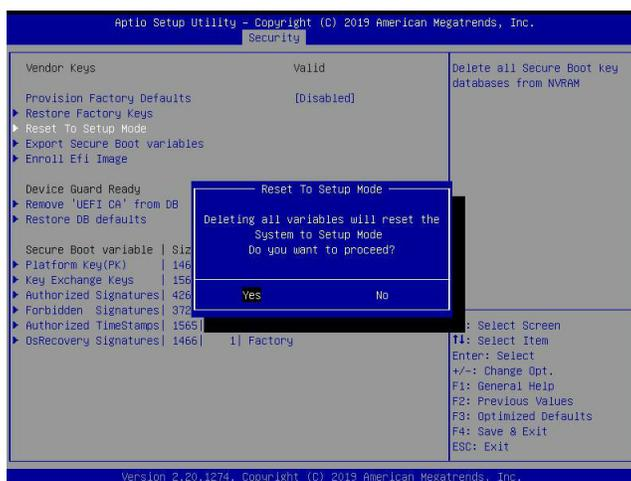 Aptio Setup Utility – Copyright (C) 2019 American Megatrends, Inc.
Security
Vendor Keys Valid
Provision Factory Defaults [Disabled]
Restore Factory Keys
Reset To Setup Mode
Export Secure Boot variables
Enroll Efi Image
Device Guard Ready
Remove 'UEFI CA' from DB
Restore DB defaults
Secure Boot variable | Siz
Platform Key(PK) | 146
Key Exchange Keys | 156
Authorized Signatures| 426
Forbidden Signatures| 372
Authorized TimeStamps| 1565|
OsRecovery Signatures| 1466| 1| Factory
Reset To Setup Mode
Deleting all variables will reset the
System to Setup Mode
Do you want to proceed?
Yes No
Delete all Secure Boot key
databases from NVRAM
: Select Screen
↑↓: Select Item
Enter: Select
+/-: Change Opt.
F1: General Help
F2: Previous Values
F3: Optimized Defaults
F4: Save & Exit
ESC: Exit
Version 2.20.1274. Copyright (C) 2019 American Megatrends, Inc.